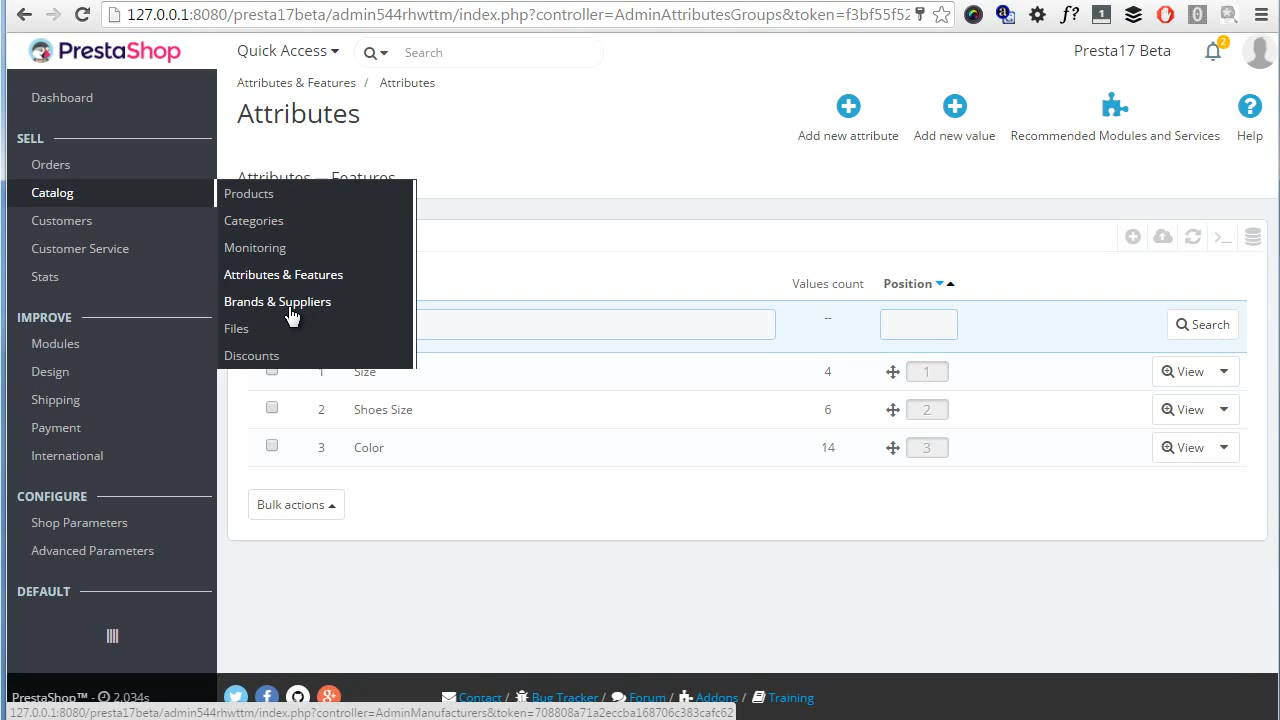 127.0.0.1:8080/presta17beta/admin544rhwttm/index.php?controller=AdminAttributesGroups&token=f3bf55f52
PrestaShop
Quick Access
Search
Presta17 Beta
2
Attributes & Features / Attributes
Attributes
Add new attribute
Add new value
Recommended Modules and Services
Help
Attributes
Features
Dashboard
SELL
Orders
Catalog
Customers
Customer Service
Stats
IMPROVE
Modules
Design
Shipping
Payment
International
CONFIGURE
Shop Parameters
Advanced Parameters
DEFAULT
Products
Categories
Monitoring
Attributes & Features
Brands & Suppliers
Files
Discounts
Values count
Position
--
Search
1 Size 4 1 View
2 Shoes Size 6 2 View
3 Color 14 3 View
Bulk actions
PrestaShop™ - 2.034s
Contact / Bug Tracker / Forum / Addons / Training
127.0.0.1:8080/presta17beta/admin544rhwttm/index.php?controller=AdminManufacturers&token=708808a71a2eccba168706c383cafc62